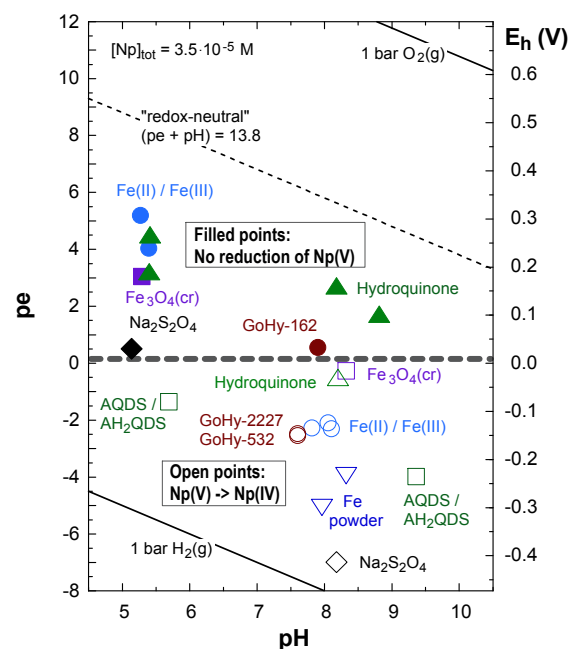 12
10
8
6
4
2
0
-2
-4
-6
-8
pe
[Np]tot = 3.5·10⁻⁵ M
1 bar O₂(g)
E_h (V)
0.6
0.5
0.4
0.3
0.2
0.1
0.0
-0.1
-0.2
-0.3
-0.4
"redox-neutral"
(pe + pH) = 13.8
Fe(II) / Fe(III)
Filled points:
No reduction of Np(V)
Fe₃O₄(cr)
Hydroquinone
Na₂S₂O₄
GoHy-162
Hydroquinone
Fe₃O₄(cr)
AQDS /
AH₂QDS
GoHy-2227
GoHy-532
Fe(II) / Fe(III)
Open points:
Np(V) -> Np(IV)
Fe
powder
AQDS /
AH₂QDS
1 bar H₂(g)
Na₂S₂O₄
5
6
7
8
9
10
pH